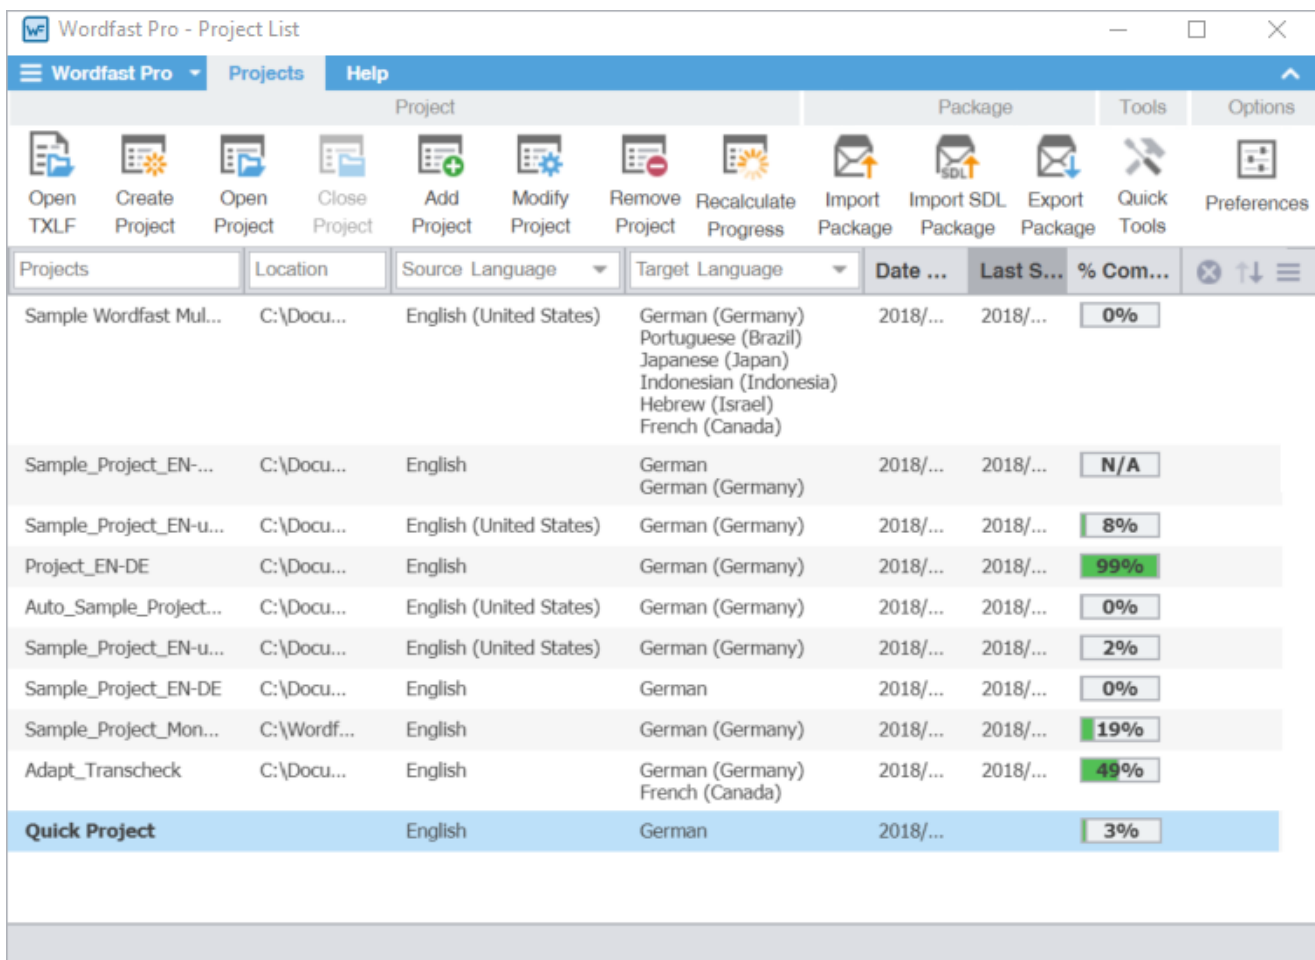 Wordfast Pro - Project List
Wordfast Pro Projects Help
Project Package Tools Options
Open TXLF
Create Project
Open Project
Close Project
Add Project
Modify Project
Remove Project
Recalculate Progress
Import Package
SDL
Import SDL Package
Export Package
Quick Tools
Preferences
Projects Location Source Language Target Language Date ... Last S... % Com...
Sample Wordfast Mul... C:\Docu... English (United States) German (Germany) 2018/... 2018/... 0%
Portuguese (Brazil)
Japanese (Japan)
Indonesian (Indonesia)
Hebrew (Israel)
French (Canada)
Sample_Project_EN-... C:\Docu... English German 2018/... 2018/... N/A
German (Germany)
Sample_Project_EN-u... C:\Docu... English (United States) German (Germany) 2018/... 2018/... 8%
Project_EN-DE C:\Docu... English German (Germany) 2018/... 2018/... 99%
Auto_Sample_Project... C:\Docu... English (United States) German (Germany) 2018/... 2018/... 0%
Sample_Project_EN-u... C:\Docu... English (United States) German (Germany) 2018/... 2018/... 2%
Sample_Project_EN-DE C:\Docu... English German 2018/... 2018/... 0%
Sample_Project_Mon... C:\Wordf... English German (Germany) 2018/... 2018/... 19%
Adapt_Transcheck C:\Docu... English German (Germany) 2018/... 2018/... 49%
French (Canada)
Quick Project English German 2018/... 3%